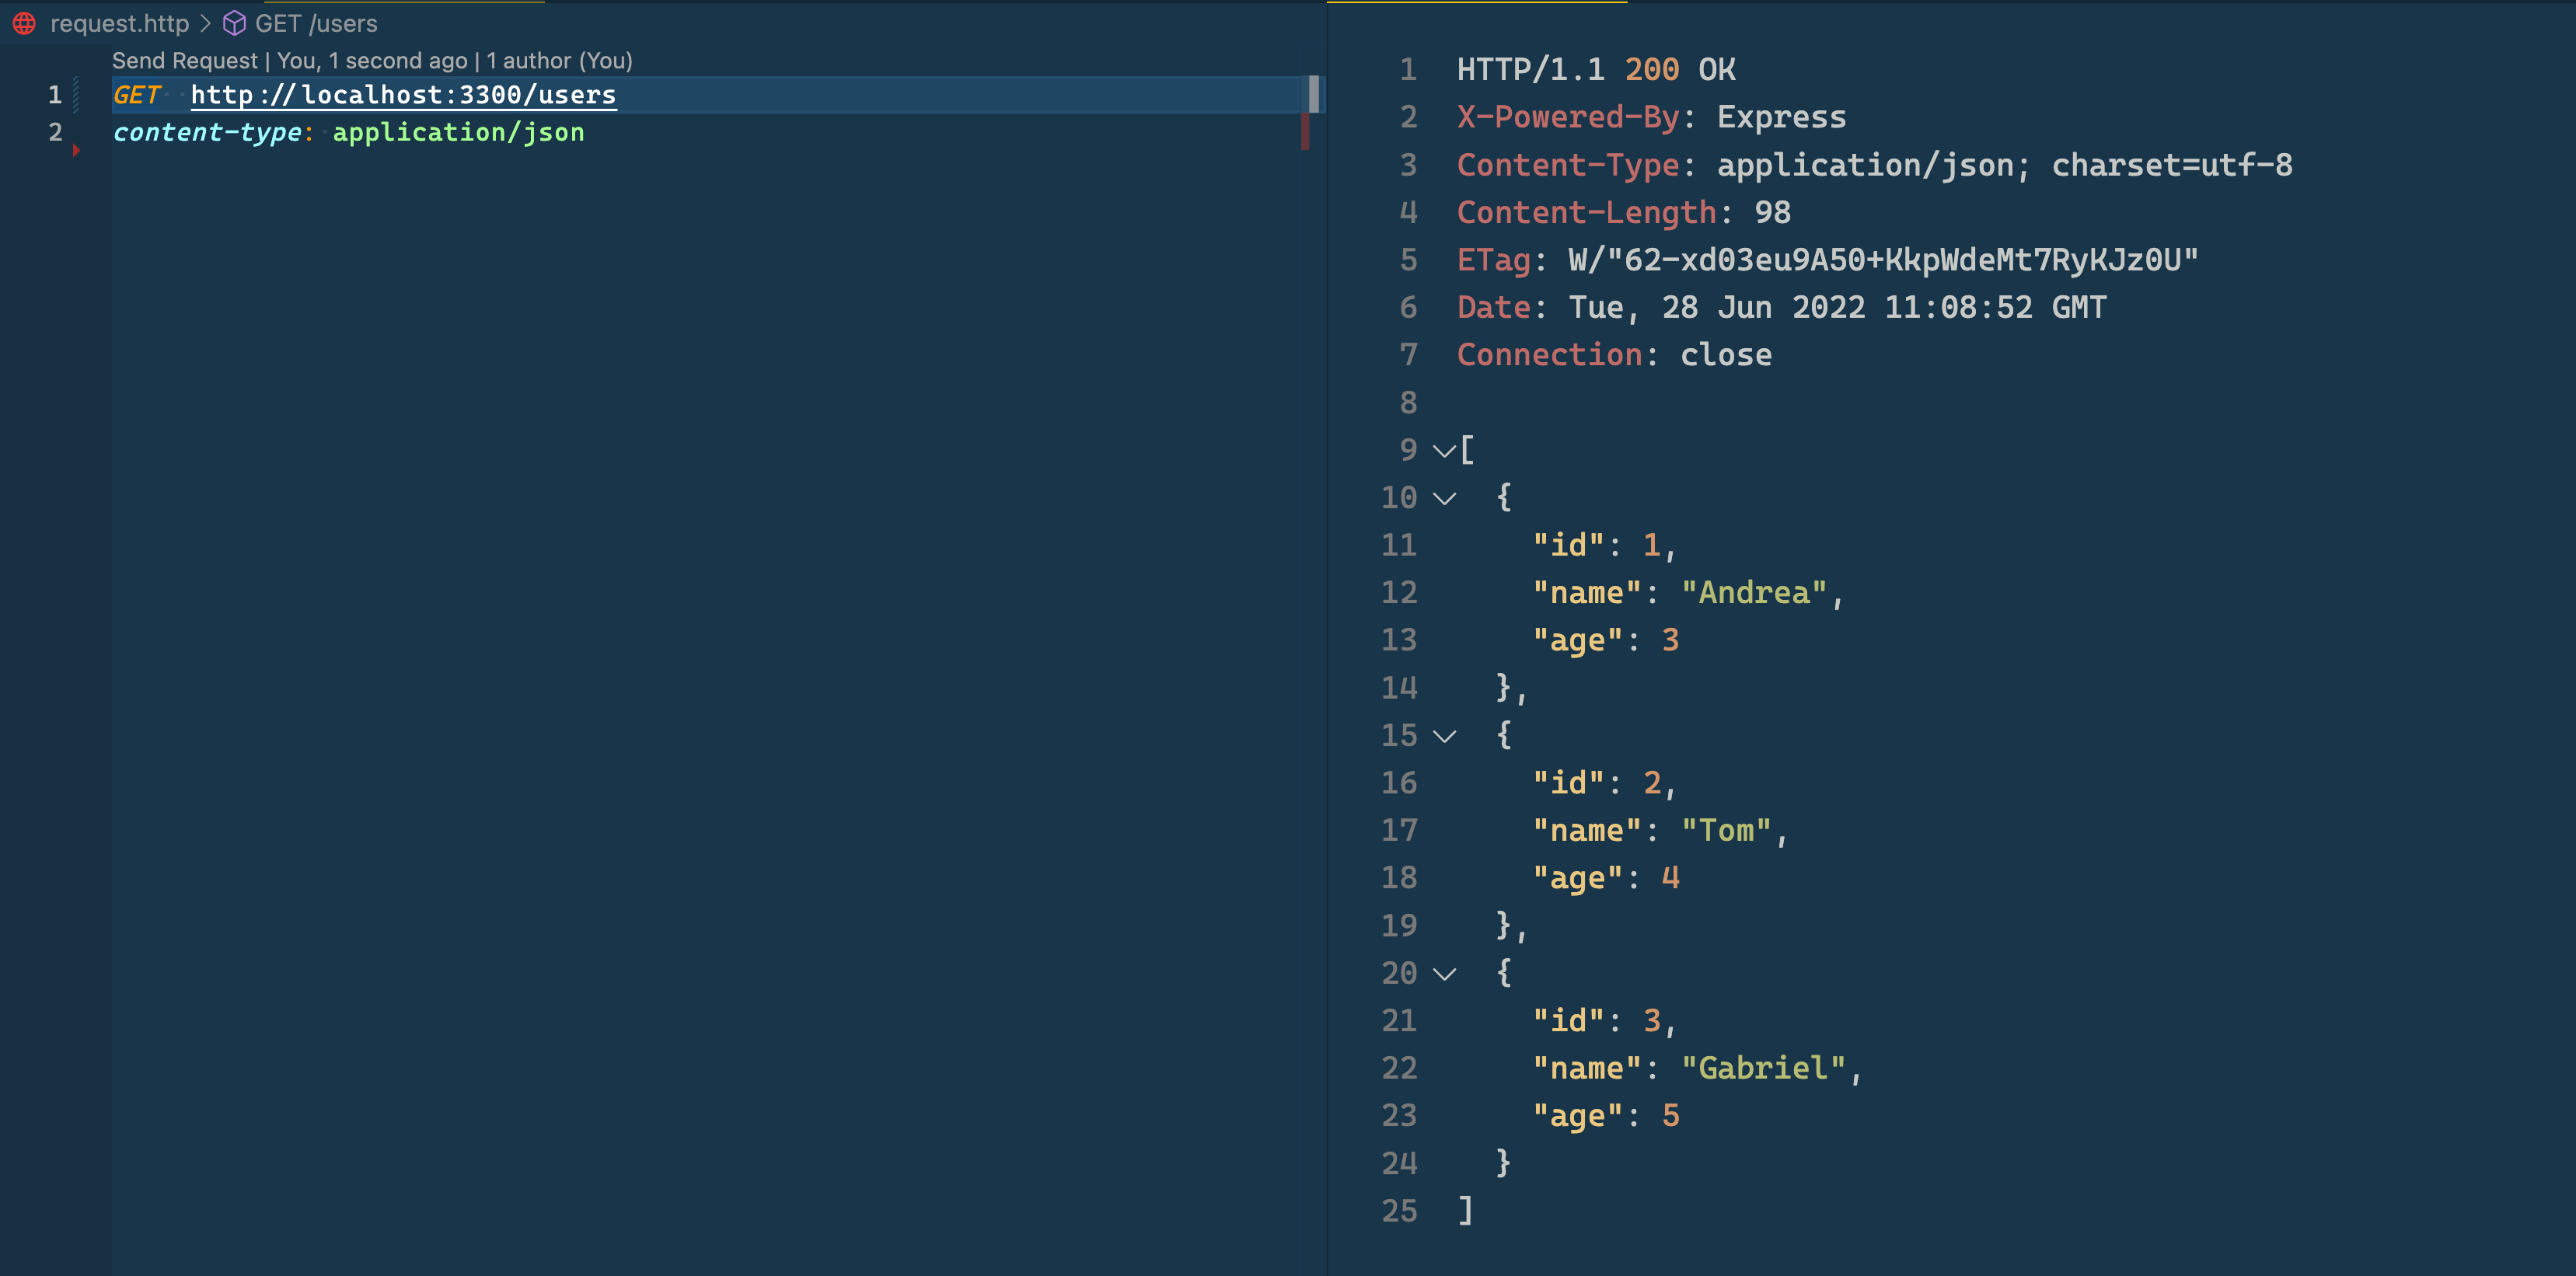 request.http > GET /users
Send Request | You, 1 second ago | 1 author (You)
1 GET  http://localhost:3300/users
2 content-type: application/json
1 HTTP/1.1 200 OK
2 X-Powered-By: Express
3 Content-Type: application/json; charset=utf-8
4 Content-Length: 98
5 ETag: W/"62-xd03eu9A50+KkpWdeMt7RyKJz0U"
6 Date: Tue, 28 Jun 2022 11:08:52 GMT
7 Connection: close
8
9 [
10   {
11     "id": 1,
12     "name": "Andrea",
13     "age": 3
14   },
15   {
16     "id": 2,
17     "name": "Tom",
18     "age": 4
19   },
20   {
21     "id": 3,
22     "name": "Gabriel",
23     "age": 5
24   }
25 ]